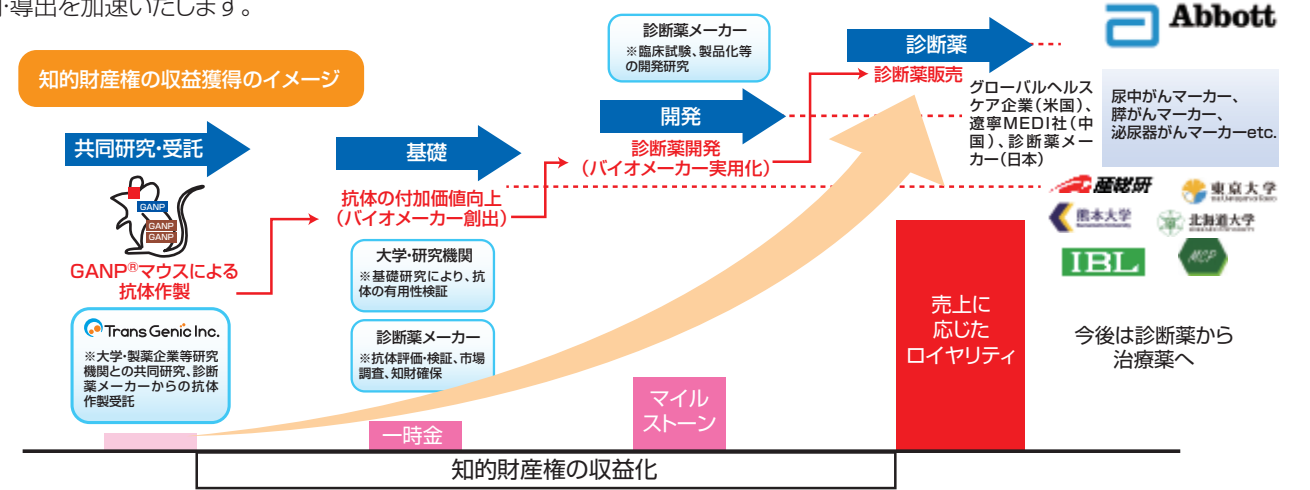 ・導出を加速いたします。
知的財産権の収益獲得のイメージ
共同研究・受託
GANP
GANP
GANP
GANP®マウスによる
抗体作製
Trans Genic Inc.
※大学・製薬企業等研究
機関との共同研究、診断
薬メーカーからの抗体
作製受託
基礎
抗体の付加価値向上
（バイオメーカー創出）
大学・研究機関
※基礎研究により、抗
体の有用性検証
診断薬メーカー
※抗体評価・検証、市場
調査、知財確保
一時金
診断薬メーカー
※臨床試験、製品化等
の開発研究
開発
診断薬開発
（バイオメーカー実用化）
マイル
ストーン
診断薬
診断薬販売
グローバルヘルス
ケア企業（米国）、
遼寧MEDI社（中
国）、診断薬メー
カー（日本）
売上に
応じた
ロイヤリティ
Abbott
尿中がんマーカー、
膵がんマーカー、
泌尿器がんマーカーetc.
産総研
東京大学
熊本大学
北海道大学
IBL
MCP
今後は診断薬から
治療薬へ
知的財産権の収益化